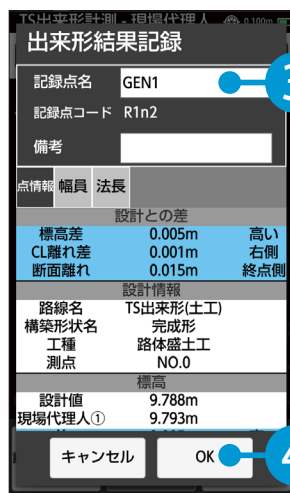 TS出来形計測 - 現場代理人 0.100m
出来形結果記録
記録点名 GEN1
3
記録点コード R1n2
備考
点情報 幅員 法長
設計との差
標高差 0.005m 高い
CL離れ差 0.001m 右側
断面離れ 0.015m 終点側
設計情報
路線名 TS出来形(土工)
構築形状名 完成形
工種 路体盛土工
測点 NO.0
標高
設計値 9.788m
現場代理人① 9.793m
キャンセル OK
4